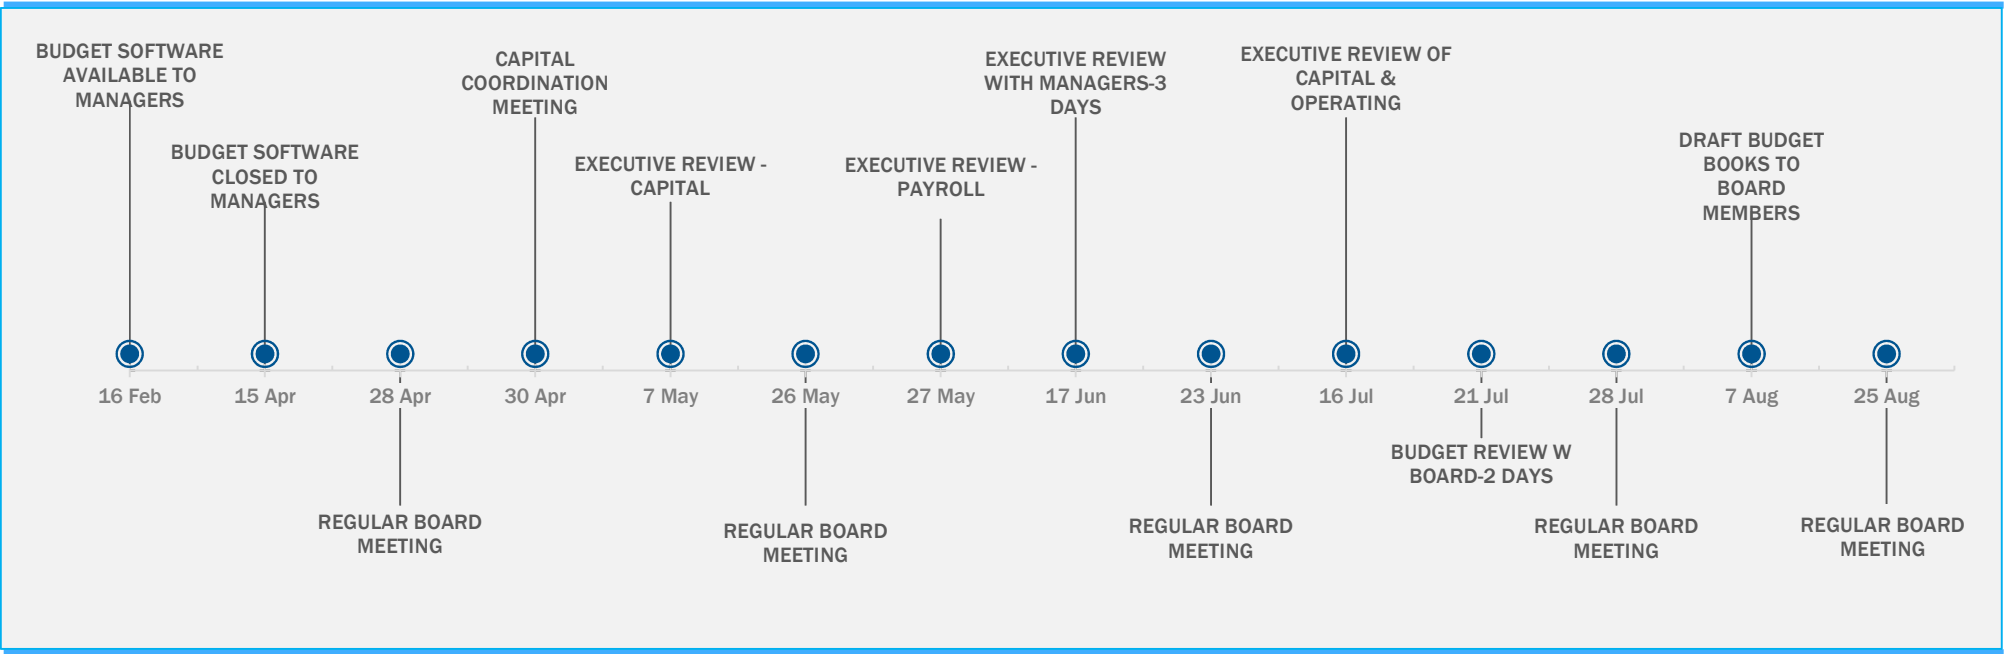 BUDGET SOFTWARE
AVAILABLE TO
MANAGERS
BUDGET SOFTWARE
CLOSED TO
MANAGERS
CAPITAL
COORDINATION
MEETING
EXECUTIVE REVIEW -
CAPITAL
EXECUTIVE REVIEW -
PAYROLL
EXECUTIVE REVIEW
WITH MANAGERS-3
DAYS
EXECUTIVE REVIEW OF
CAPITAL &
OPERATING
DRAFT BUDGET
BOOKS TO
BOARD
MEMBERS
16 Feb 15 Apr 28 Apr 30 Apr 7 May 26 May 27 May 17 Jun 23 Jun 16 Jul 21 Jul 28 Jul 7 Aug 25 Aug
REGULAR BOARD
MEETING
REGULAR BOARD
MEETING
REGULAR BOARD
MEETING
BUDGET REVIEW W
BOARD-2 DAYS
REGULAR BOARD
MEETING
REGULAR BOARD
MEETING